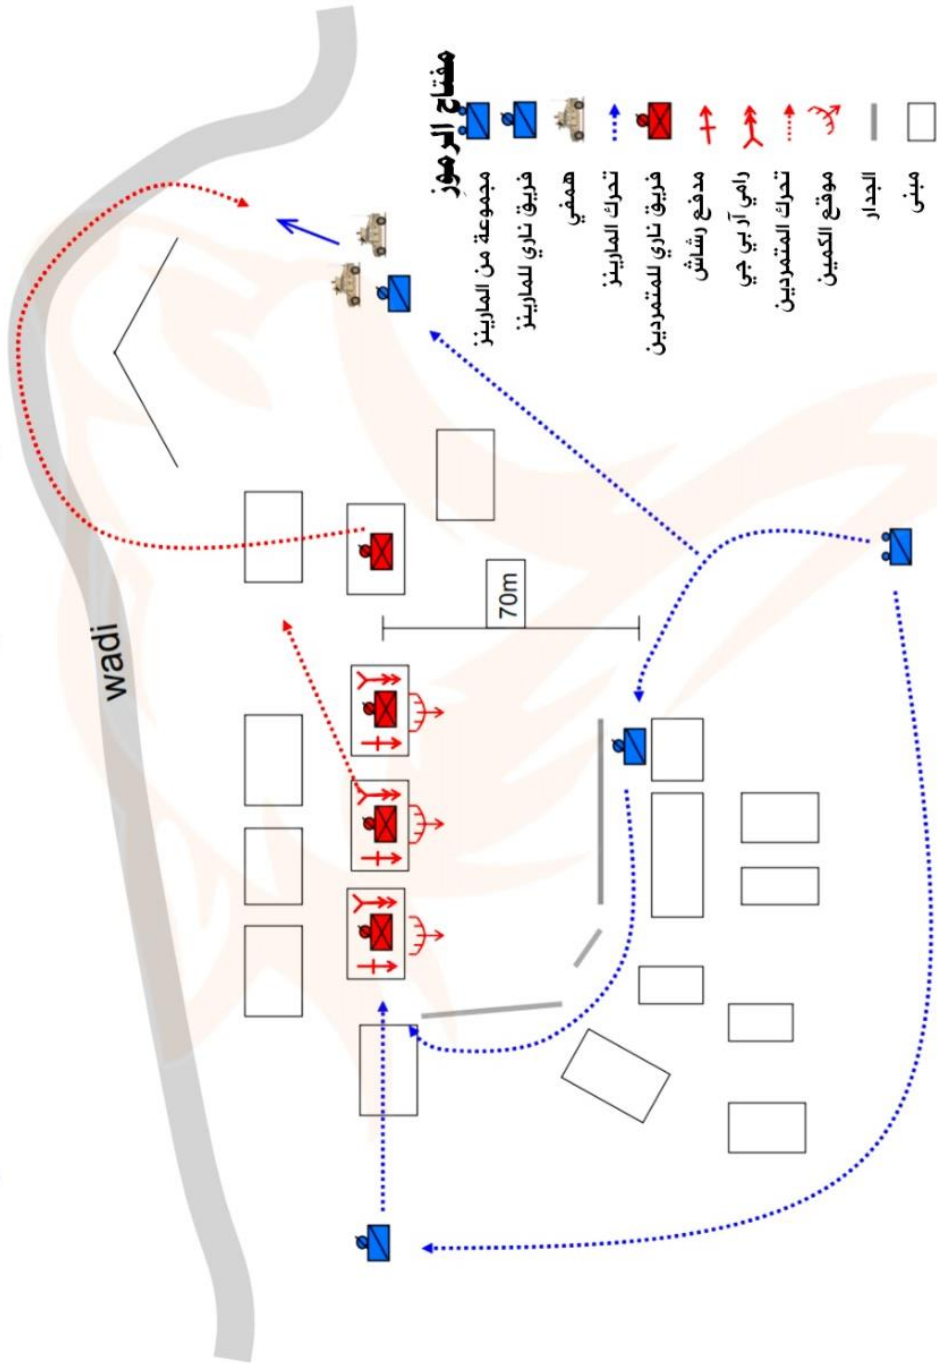 مفتاح الرموز
مجموعة من المارينز
فريق ناري للمارينز
همفي
تحرك المارينز
فريق ناري للمتمردين
مدفع رشاش
رامي آر بي جي
تحرك المتمردين
موقع الكمين
الجدار
مبنى
70m
wadi